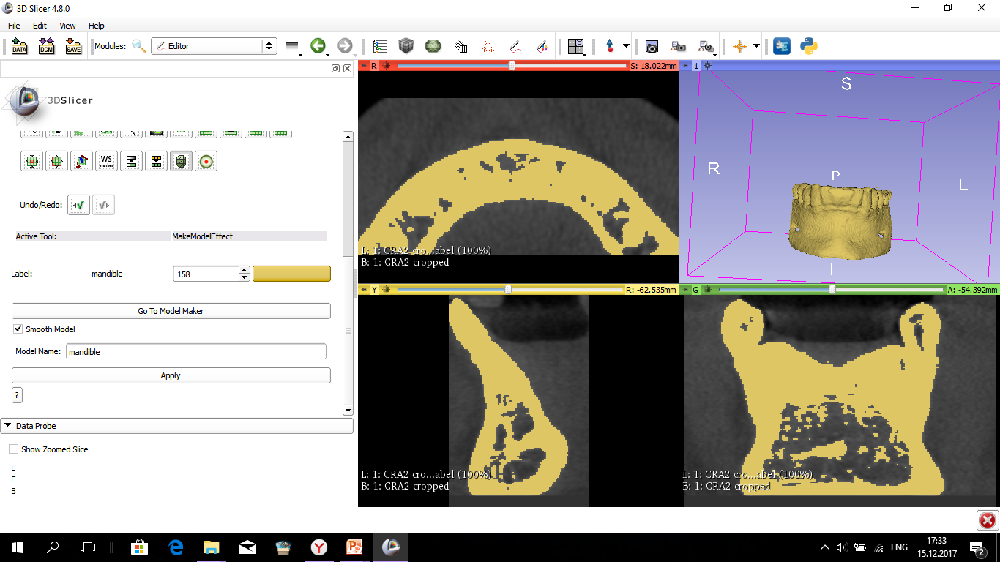 3D Slicer 4.8.0
File Edit View Help
DATA DCM SAVE Modules: Editor
3DSlicer
WS marker
Undo/Redo:
Active Tool: MakeModelEffect
Label: mandible 158
Go To Model Maker
Smooth Model
Model Name: mandible
Apply
?
Data Probe
Show Zoomed Slice
L
F
B
R S: 18.022mm
L: 1: CRA2 cro...abel (100%)
B: 1: CRA2 cropped
1
S
R
P
L
I
Y R: -62.535mm
L: 1: CRA2 cro...abel (100%)
B: 1: CRA2 cropped
G A: -54.392mm
L: 1: CRA2 cro...abel (100%)
B: 1: CRA2 cropped
ENG
17:33
15.12.2017
2